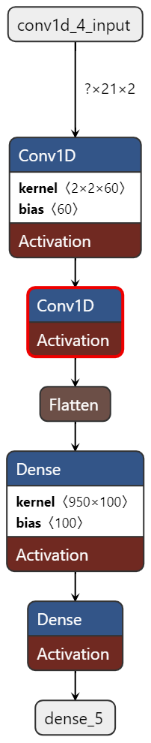 conv1d_4_input
?×21×2
Conv1D
kernel ⟨2×2×60⟩
bias ⟨60⟩
Activation
Conv1D
Activation
Flatten
Dense
kernel ⟨950×100⟩
bias ⟨100⟩
Activation
Dense
Activation
dense_5